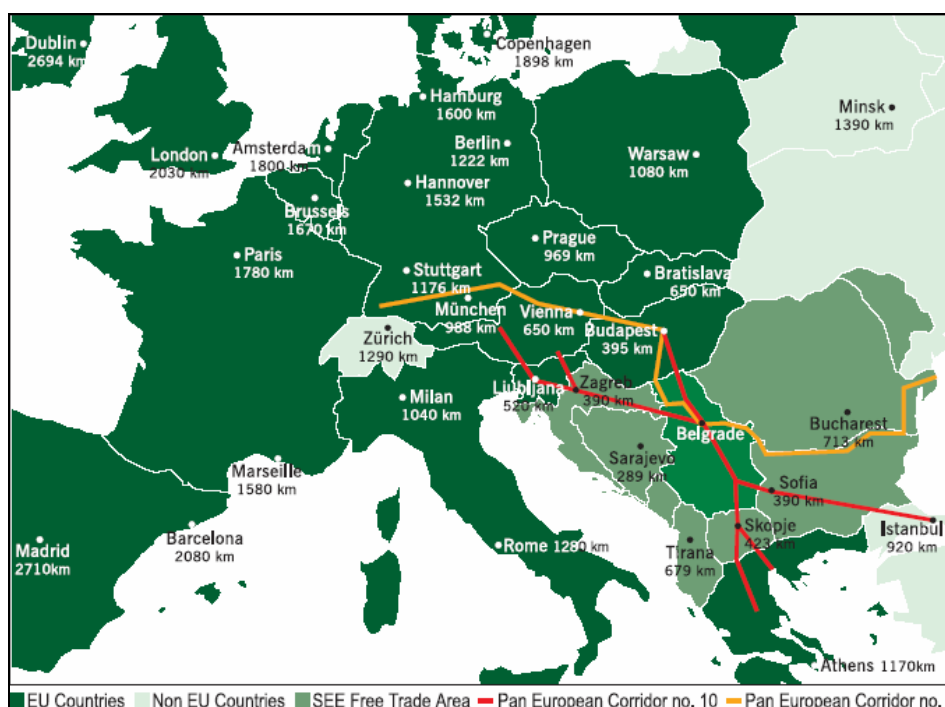 Dublin
2694 km
Copenhagen
1898 km
Hamburg
1600 km
Minsk
1390 km
Amsterdam
1800 km
Berlin
1222 km
London
2030 km
Warsaw
1080 km
Hannover
1532 km
Brussels
1670 km
Prague
969 km
Paris
1780 km
Stuttgart
1176 km
Bratislava
650 km
München
988 km
Vienna
650 km
Budapest
395 km
Zürich
1290 km
Ljubljana
520 km
Zagreb
390 km
Milan
1040 km
Bucharest
713 km
Belgrade
Sarajevo
289 km
Marseille
1580 km
Sofia
390 km
Barcelona
2080 km
Skopje
423 km
Istanbul
920 km
Madrid
2710km
Rome 1280 km
Tirana
679 km
Athens 1170km
EU Countries Non EU Countries SEE Free Trade Area Pan European Corridor no. 10 Pan European Corridor no.